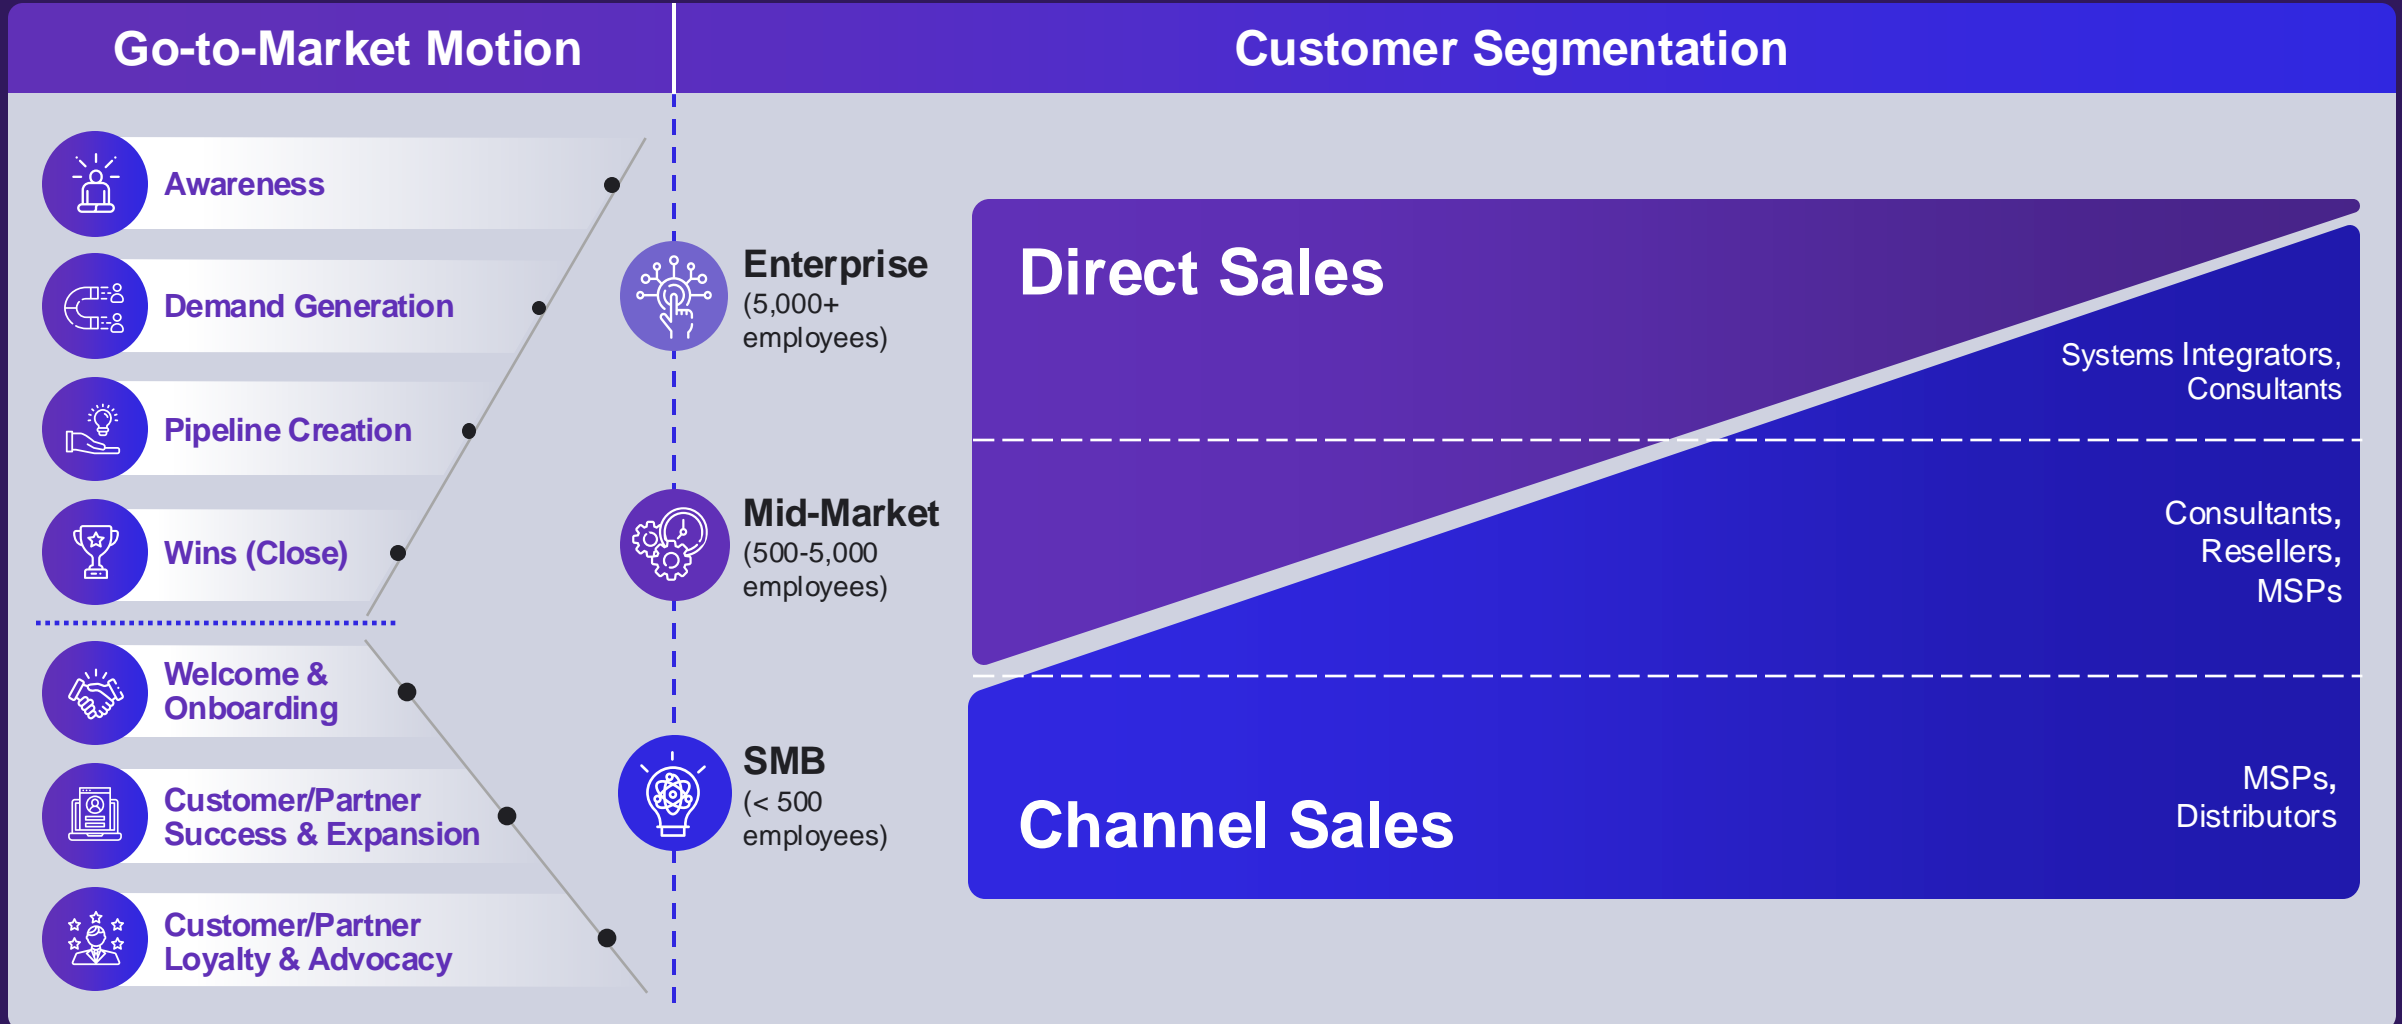 Go-to-Market Motion
Customer Segmentation
Awareness
Demand Generation
Pipeline Creation
Wins (Close)
Welcome &
Onboarding
Customer/Partner
Success & Expansion
Customer/Partner
Loyalty & Advocacy
Enterprise
(5,000+
employees)
Mid-Market
(500-5,000
employees)
SMB
(< 500
employees)
Direct Sales
Systems Integrators,
Consultants
Consultants,
Resellers,
MSPs
Channel Sales
MSPs,
Distributors